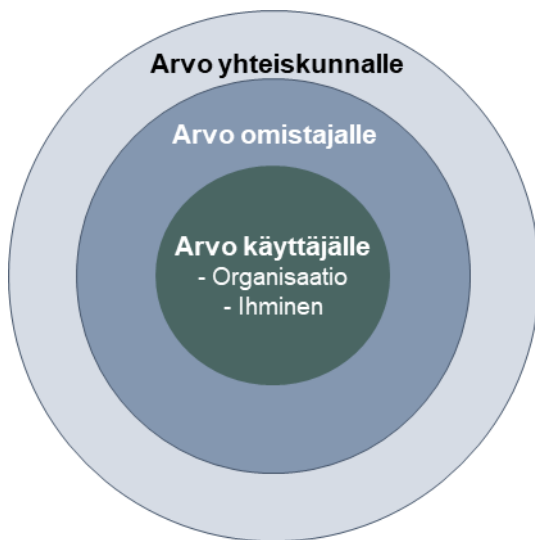 Arvo yhteiskunnalle
Arvo omistajalle
Arvo käyttäjälle
- Organisaatio
- Ihminen